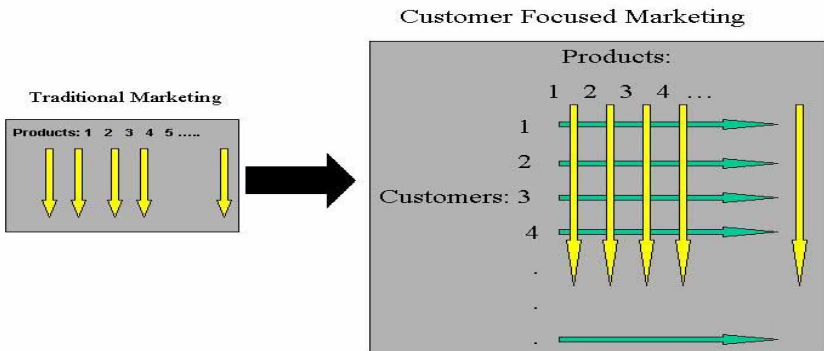 Customer Focused Marketing
Traditional Marketing
Products: 1 2 3 4 5 .....
Products:
1 2 3 4 ...
1
2
Customers: 3
4
.
.
.